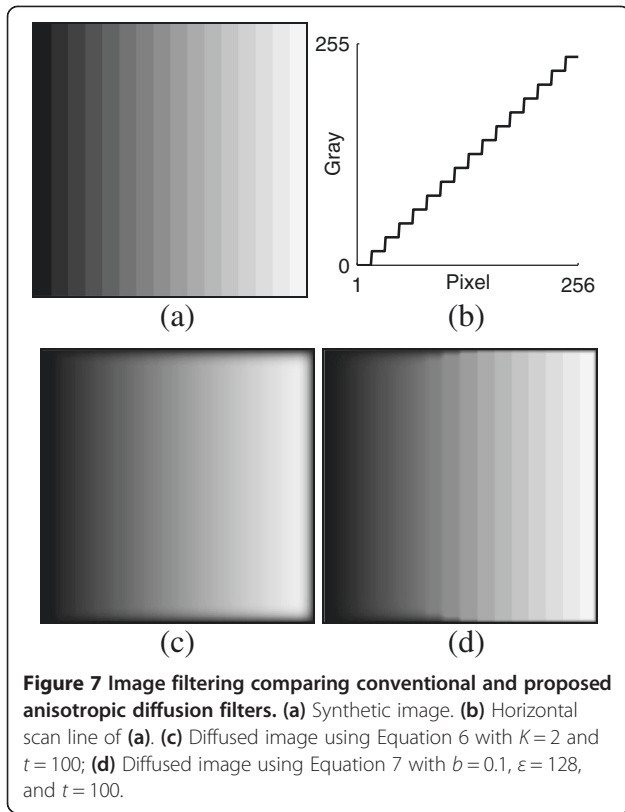 255
Gray
0
1
Pixel
256
(a)
(b)
(c)
(d)
Figure 7 Image filtering comparing conventional and proposed
anisotropic diffusion filters. (a) Synthetic image. (b) Horizontal
scan line of (a). (c) Diffused image using Equation 6 with K = 2 and
t = 100; (d) Diffused image using Equation 7 with b = 0.1, ε = 128,
and t = 100.